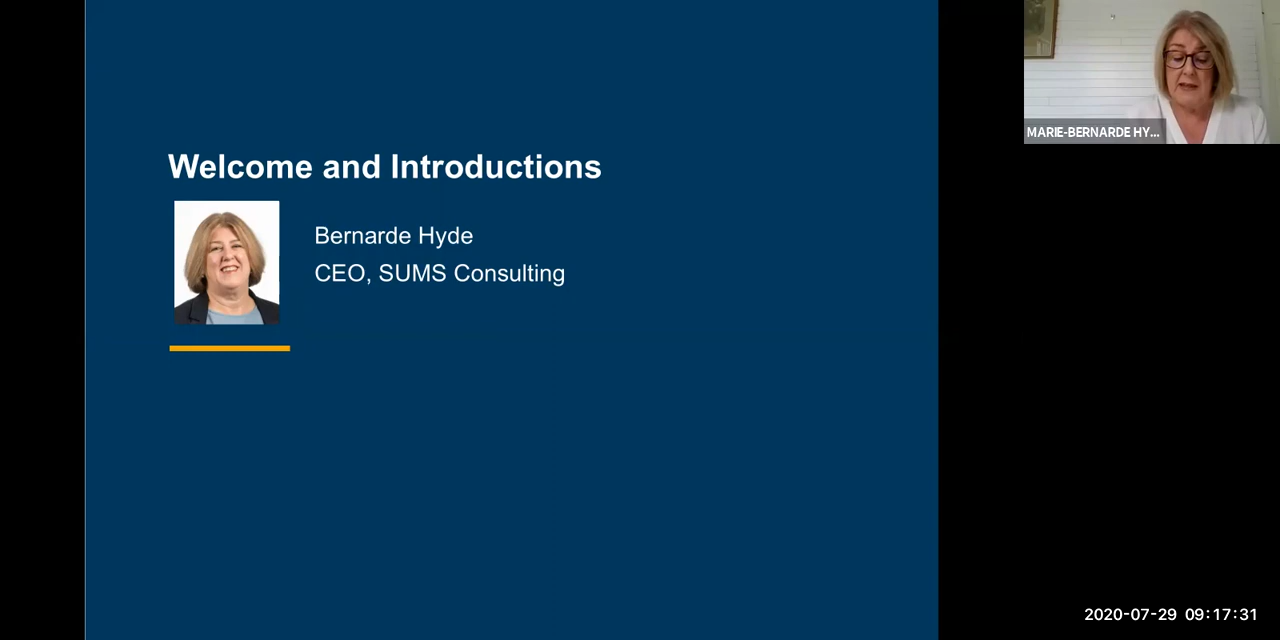 Welcome and Introductions
Bernarde Hyde
CEO, SUMS Consulting
MARIE-BERNARDE HY...
2020-07-29 09:17:31